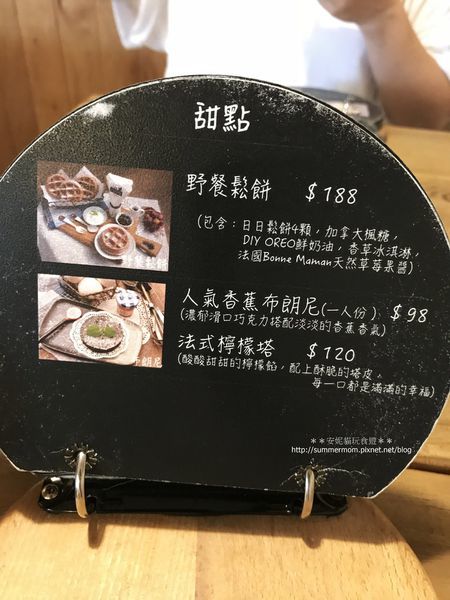 甜點
野餐鬆餅 $188
(包含:日日鬆餅4顆,加拿大楓糖,
DIY OREO鮮奶油,香草冰淇淋,
法國Bonne Maman天然草莓果醬)
野餐鬆餅
人氣香蕉布朗尼(一人份) $98
(濃郁滑口巧克力搭配淡淡的香蕉香氣)
布朗尼
法式檸檬塔 $120
(酸酸甜甜的檸檬餡,配上酥脆的塔皮,
每一口都是滿滿的幸福)
**安妮貓玩食遊**
http://summermom.pixnet.net/blog